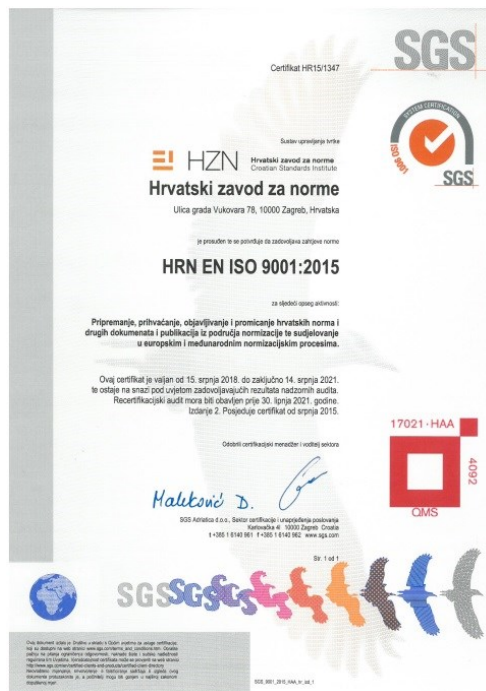 SGS
Certifikat HR15/1347
SYSTEM CERTIFICATION
ISO 9001
SGS
Sustav upravljanja tvrtke
HZN
Hrvatski zavod za norme
Croatian Standards Institute
Hrvatski zavod za norme
Ulica grada Vukovara 78, 10000 Zagreb, Hrvatska
je prosuđen te se potvrđuje da zadovoljava zahtjeve norme
HRN EN ISO 9001:2015
za sljedeći opseg aktivnosti:
Pripremanje, prihvaćanje, objavljivanje i promicanje hrvatskih norma i
drugih dokumenata i publikacija iz područja normizacije te sudjelovanje
u europskim i međunarodnim normizacijskim procesima.
Ovaj certifikat je valjan od 15. srpnja 2018. do zaključno 14. srpnja 2021.
te ostaje na snazi pod uvjetom zadovoljavajućih rezultata nadzornih audita.
Recertifikacijski audit mora biti obavljen prije 30. lipnja 2021. godine.
Izdanje 2. Posjeduje certifikat od srpnja 2015.
17021-HAA
4092
QMS
Odobrili certifikacijski menadžer i voditelj sektora
Maleković D.
SGS Adriatica d.o.o., Sektor certifikacije i unaprjeđenja poslovanja
Karlovačka 4l 10000 Zagreb Croatia
t +385 1 6140 961 f +385 1 6140 962 www.sgs.com
Str. 1 od 1
SGSSGSSGS